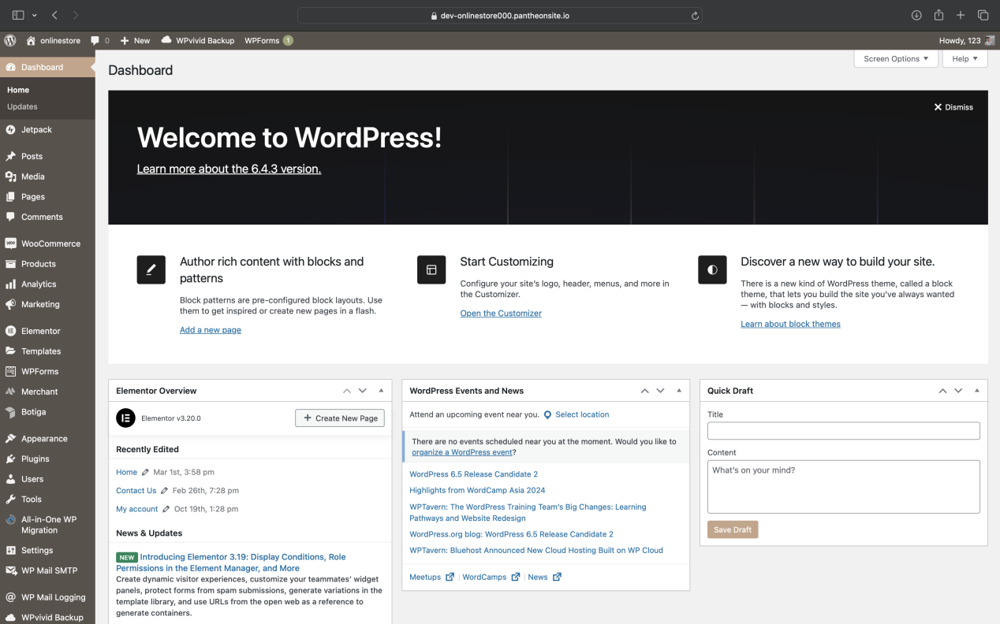 dev-onlinestore000.pantheonsite.io
onlinestore 0 New WPvivid Backup WPForms 1 Howdy, 123
Screen Options ▼ Help ▼
Dashboard
Home
Updates
Jetpack
Posts
Media
Pages
Comments
WooCommerce
Products
Analytics
Marketing
Elementor
Templates
WPForms
Merchant
Botiga
Appearance
Plugins
Users
Tools
All-in-One WP
Migration
Settings
WP Mail SMTP
WP Mail Logging
WPvivid Backup
Dashboard
Dismiss
Welcome to WordPress!
Learn more about the 6.4.3 version.
Author rich content with blocks and
patterns
Block patterns are pre-configured block layouts. Use
them to get inspired or create new pages in a flash.
Add a new page
Start Customizing
Configure your site’s logo, header, menus, and more in
the Customizer.
Open the Customizer
Discover a new way to build your site.
There is a new kind of WordPress theme, called a block
theme, that lets you build the site you’ve always wanted
— with blocks and styles.
Learn about block themes
Elementor Overview
Elementor v3.20.0
Create New Page
Recently Edited
Home Mar 1st, 3:58 pm
Contact Us Feb 26th, 7:28 pm
My account Oct 19th, 1:28 pm
News & Updates
NEW Introducing Elementor 3.19: Display Conditions, Role
Permissions in the Element Manager, and More
Create dynamic visitor experiences, customize your teammates’ widget
panels, protect forms from spam submissions, generate variations in the
template library, and use URLs from the open web as a reference to
generate containers.
WordPress Events and News
Attend an upcoming event near you. Select location
There are no events scheduled near you at the moment. Would you like to
organize a WordPress event?
WordPress 6.5 Release Candidate 2
Highlights from WordCamp Asia 2024
WPTavern: The WordPress Training Team’s Big Changes: Learning
Pathways and Website Redesign
WordPress.org blog: WordPress 6.5 Release Candidate 2
WPTavern: Bluehost Announced New Cloud Hosting Built on WP Cloud
Meetups | WordCamps | News
Quick Draft
Title
Content
What’s on your mind?
Save Draft